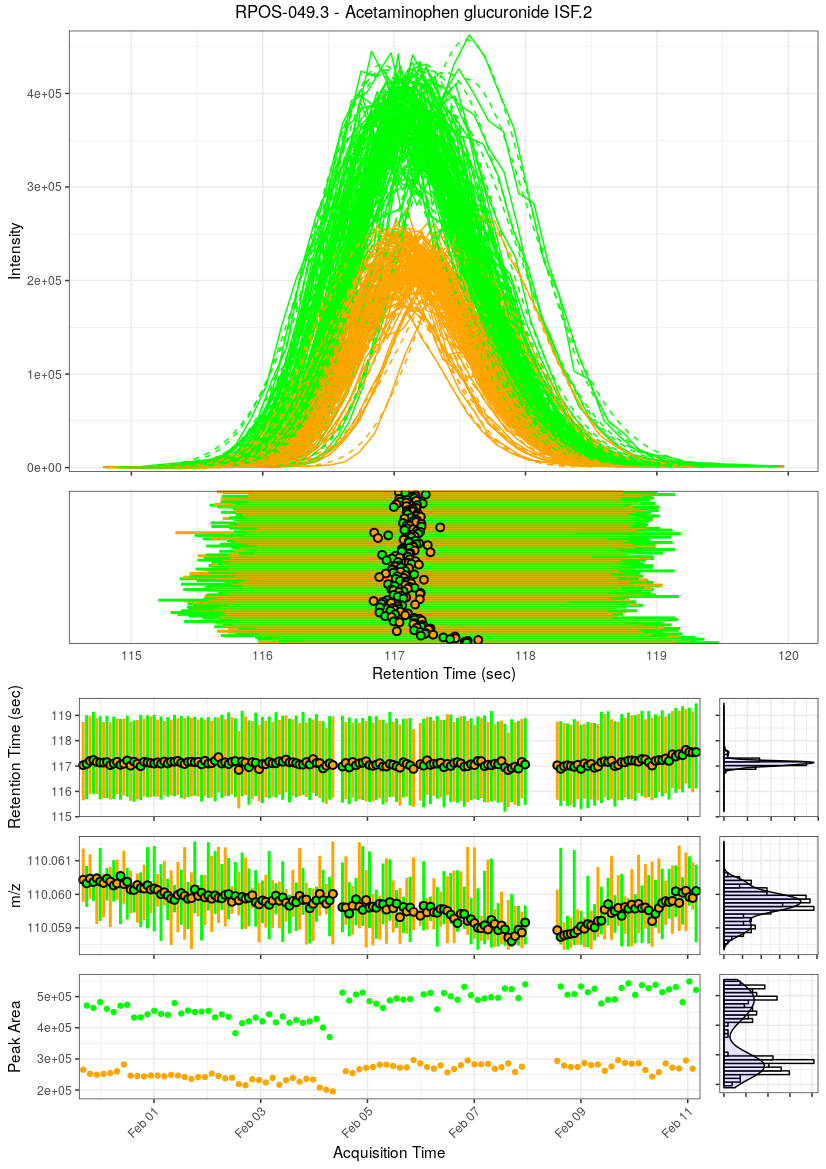 RPOS-049.3 - Acetaminophen glucuronide ISF.2
Intensity
4e+05
3e+05
2e+05
1e+05
0e+00
115 116 117 118 119 120
Retention Time (sec)
Retention Time (sec)
119
118
117
116
115
m/z
110.061
110.060
110.059
Peak Area
5e+05
4e+05
3e+05
2e+05
Feb 01 Feb 03 Feb 05 Feb 07 Feb 09 Feb 11
Acquisition Time